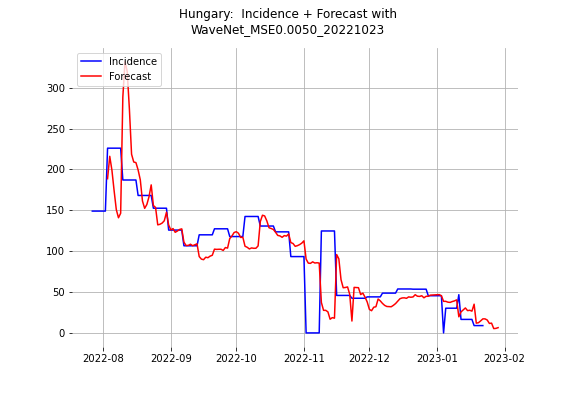 Hungary:  Incidence + Forecast with
WaveNet_MSE0.0050_20221023
Incidence
Forecast
300
250
200
150
100
50
0
2022-08 2022-09 2022-10 2022-11 2022-12 2023-01 2023-02